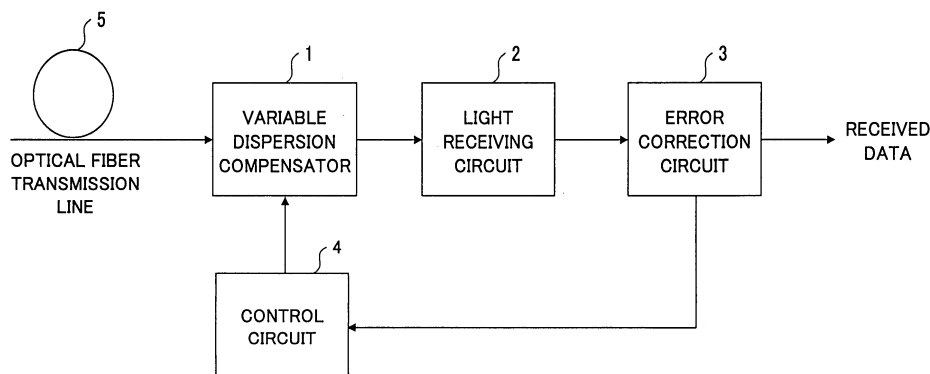 5
1
2
3
VARIABLE
DISPERSION
COMPENSATOR
LIGHT
RECEIVING
CIRCUIT
ERROR
CORRECTION
CIRCUIT
RECEIVED
DATA
OPTICAL FIBER
TRANSMISSION
LINE
4
CONTROL
CIRCUIT